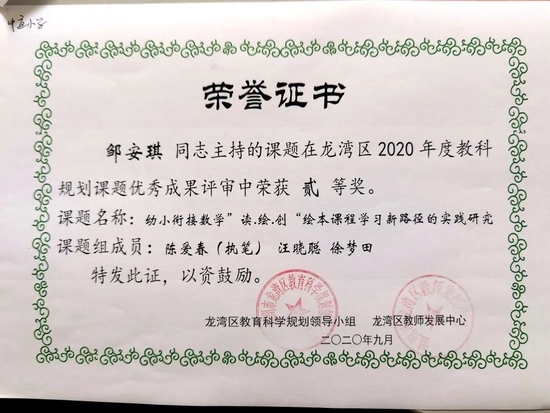 荣誉证书
邹安琪 同志主持的课题在龙湾区2020年度教科
规划课题优秀成果评审中荣获 贰 等奖。
课题名称：幼小衔接数学”读.绘.创“绘本课程学习新路径的实践研究
课题组成员：陈爱春（执笔） 汪晓聪 徐梦田
特发此证，以资鼓励。
龙湾区教育科学规划领导小组 龙湾区教师发展中心
二〇二〇年九月